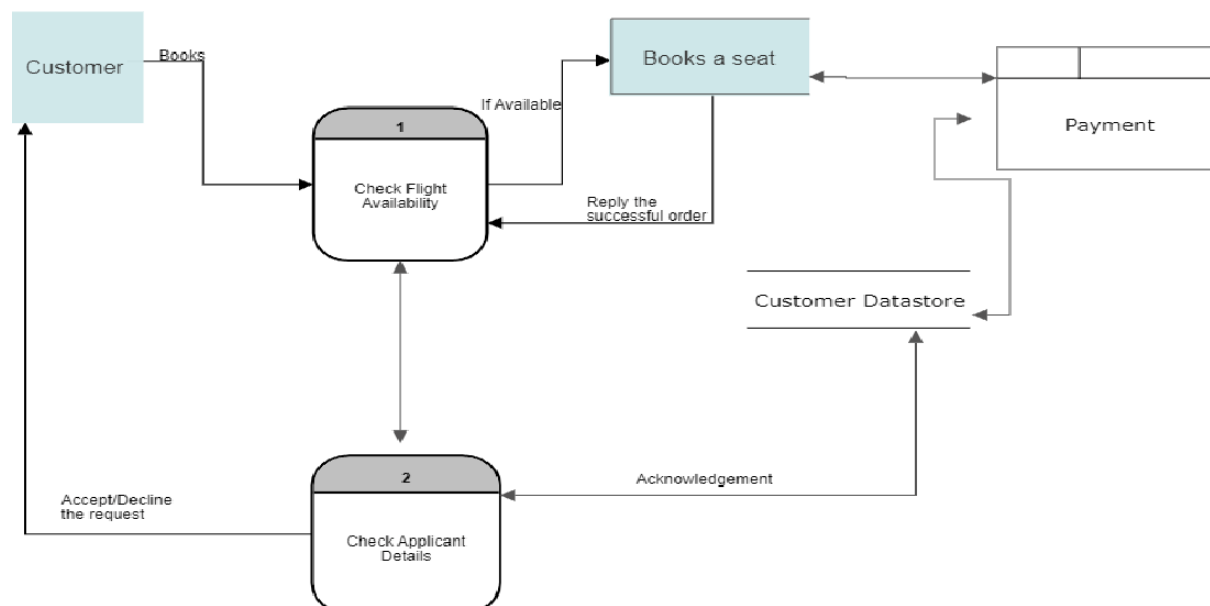 Customer
Books
Books a seat
If Available
1
Check Flight
Availability
Payment
Reply the
successful order
Customer Datastore
2
Check Applicant
Details
Acknowledgement
Accept/Decline
the request